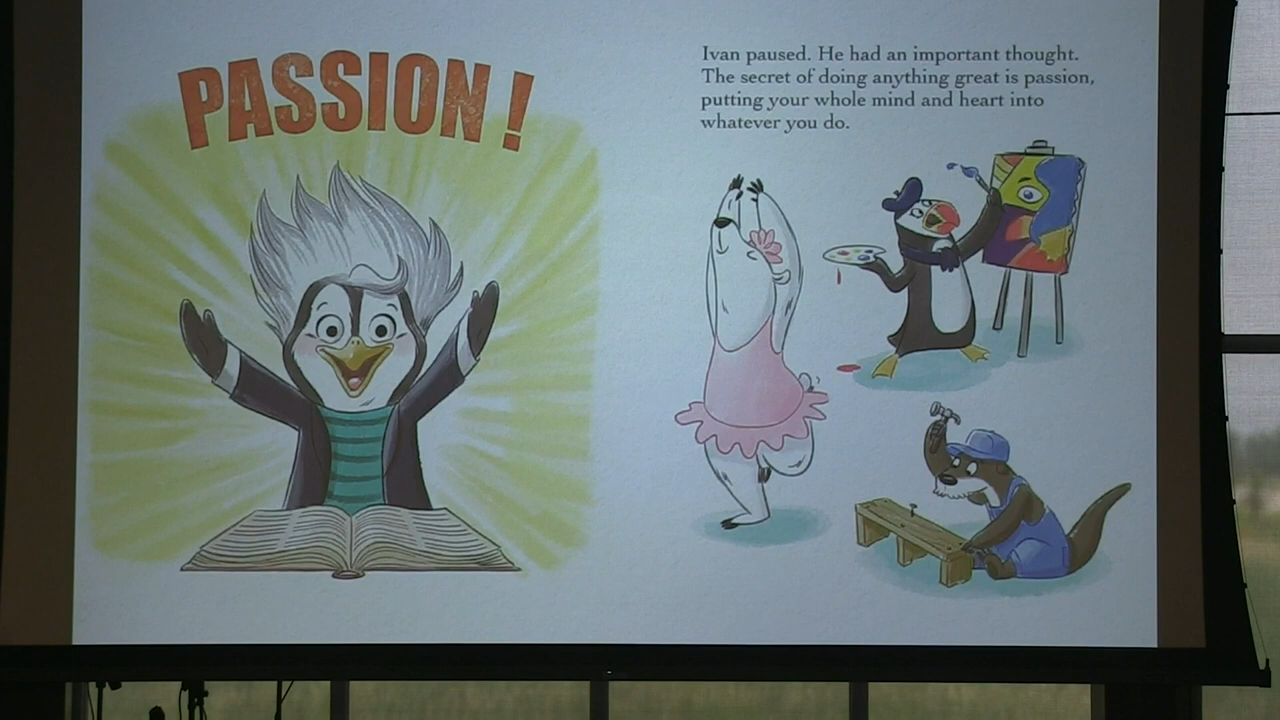 PASSION!
Ivan paused. He had an important thought.
The secret of doing anything great is passion,
putting your whole mind and heart into
whatever you do.